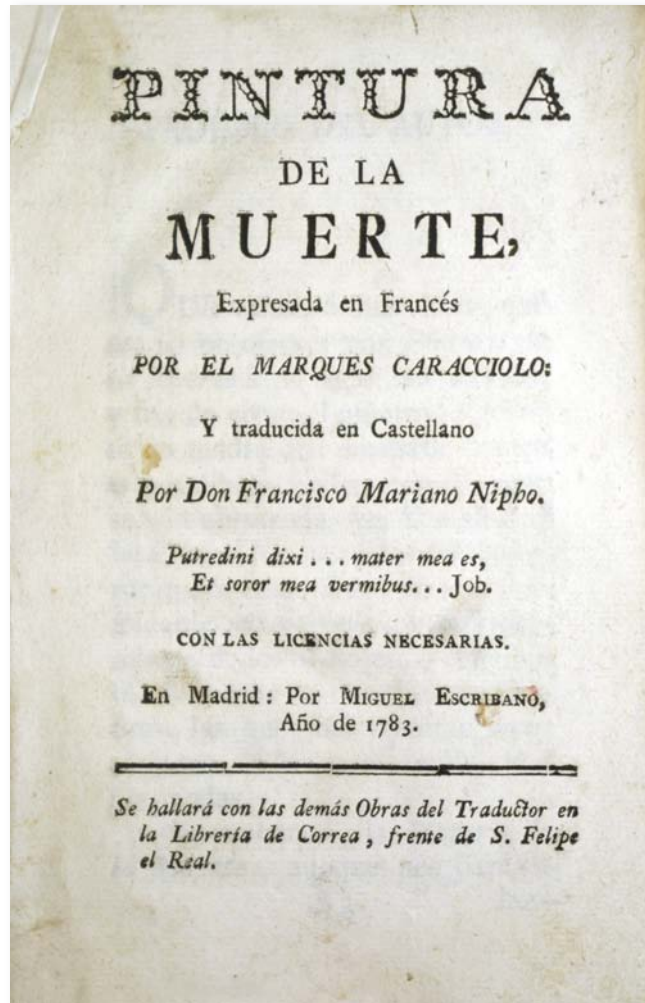 PINTURA
DE LA
MUERTE,
Expresada en Francés
POR EL MARQUES CARACCIOLO:
Y traducida en Castellano
Por Don Francisco Mariano Nipho.
Putredini dixi... mater mea es,
Et soror mea vermibus... Job.
CON LAS LICENCIAS NECESARIAS.
En Madrid: Por MIGUEL ESCRIBANO,
Año de 1783.
Se hallará con las demás Obras del Traductor en
la Librería de Correa, frente de S. Felipe
el Real.